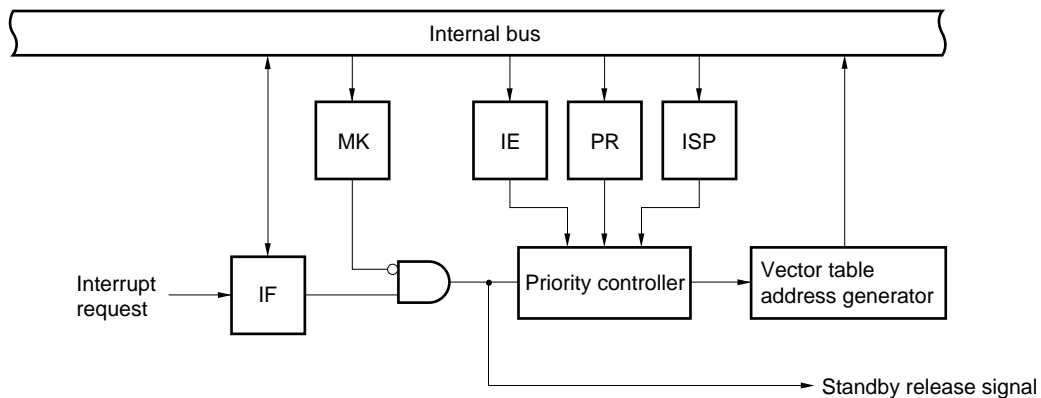 Internal bus
MK
IE
PR
ISP
Interrupt
request
IF
Priority controller
Vector table
address generator
Standby release signal